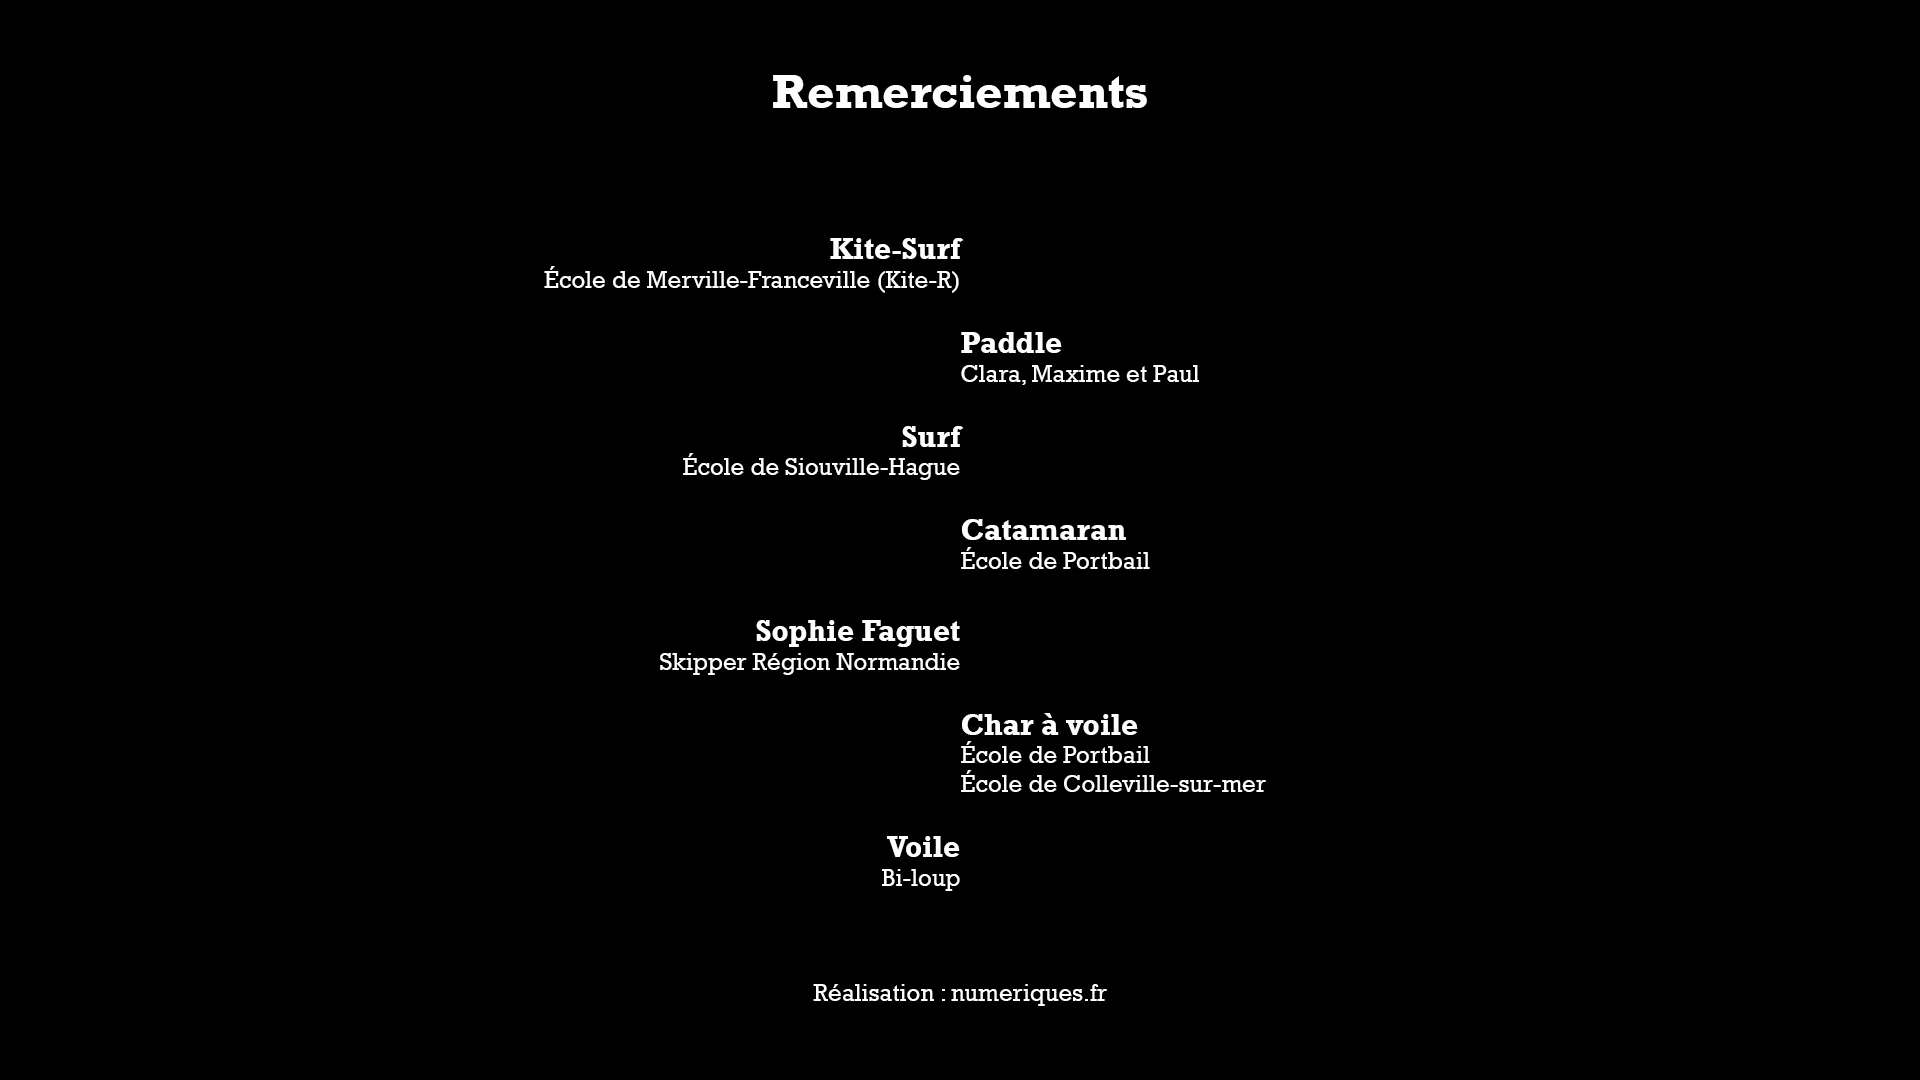 Remerciements
Kite-Surf
École de Merville-Franceville (Kite-R)
Paddle
Clara, Maxime et Paul
Surf
École de Siouville-Hague
Catamaran
École de Portbail
Sophie Faguet
Skipper Région Normandie
Char à voile
École de Portbail
École de Colleville-sur-mer
Voile
Bi-loup
Réalisation : numeriques.fr